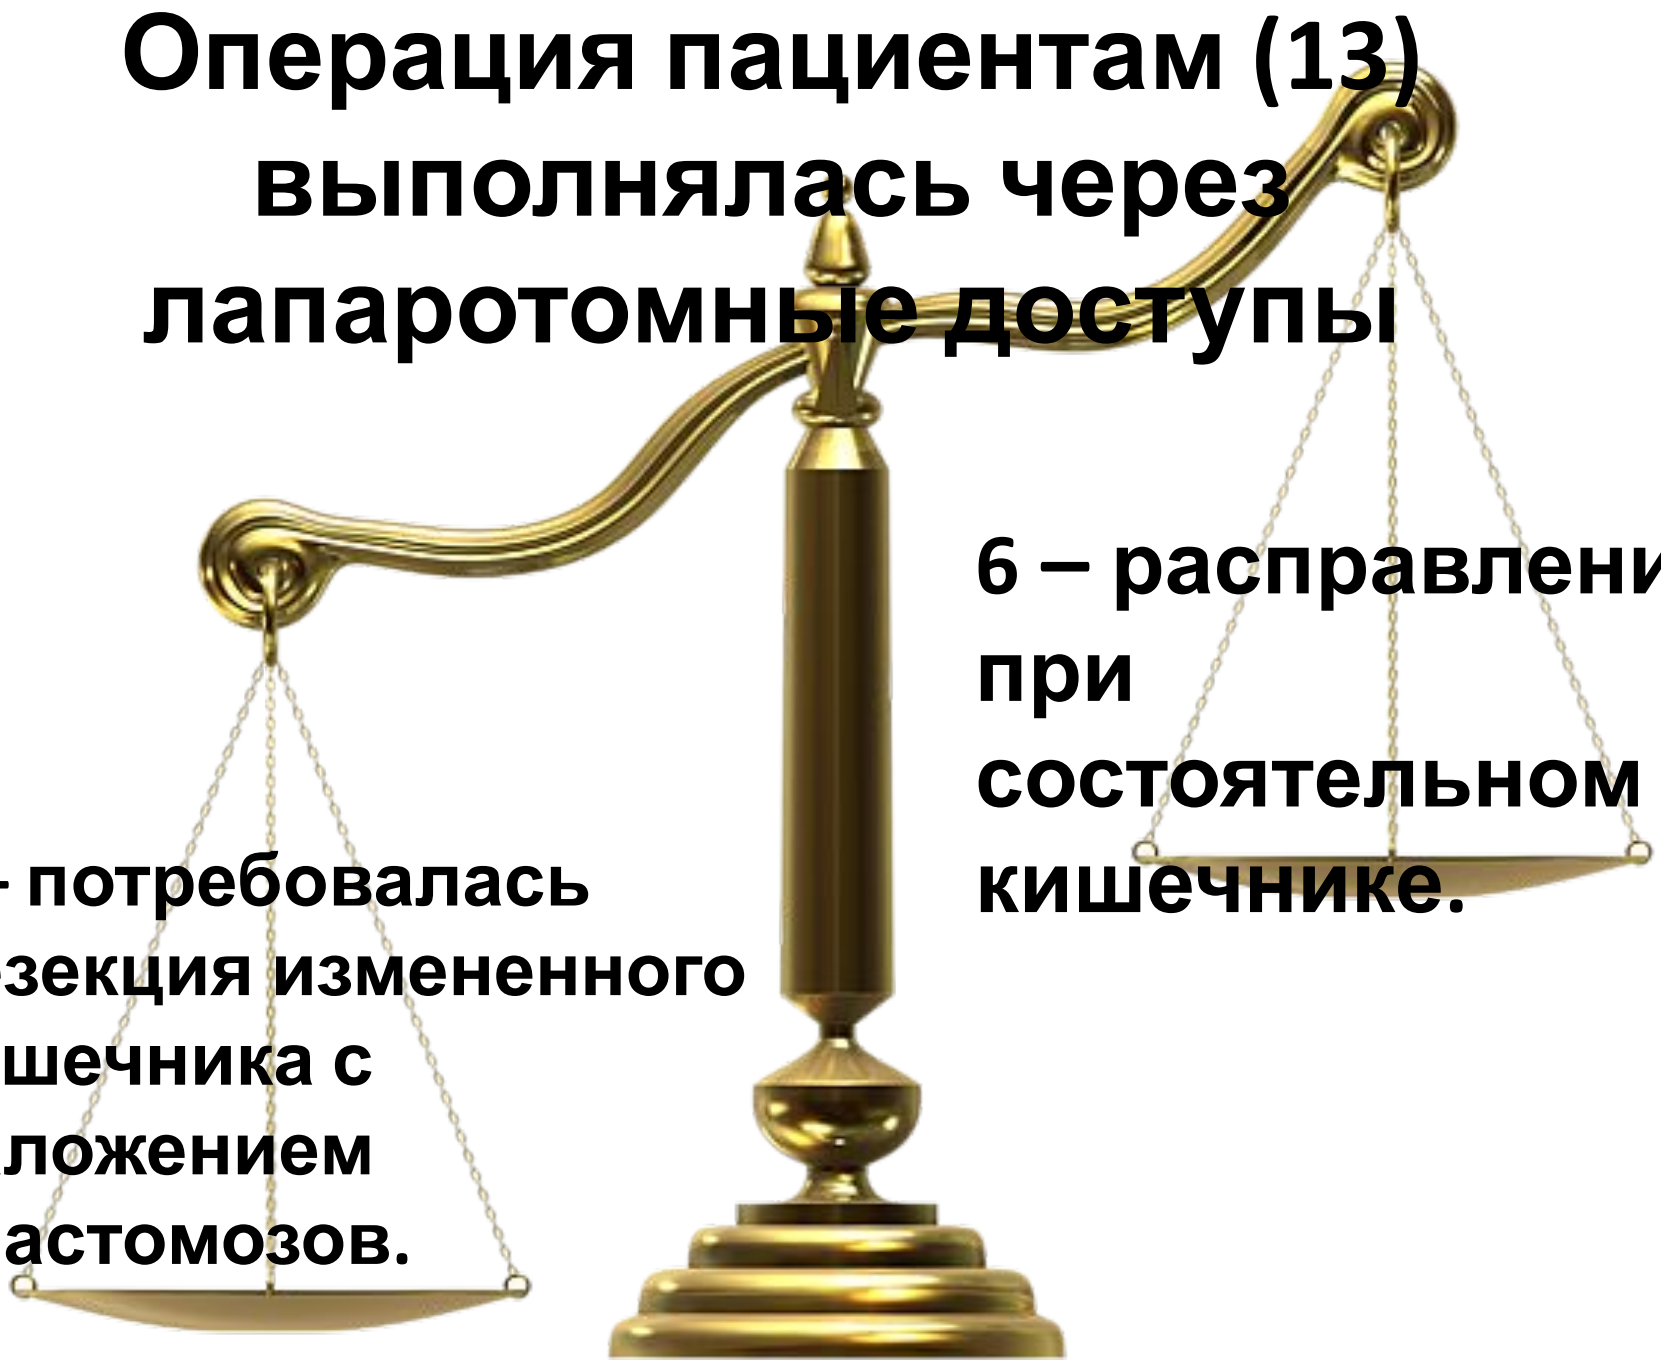 Операция пациентам (13)
выполнялась через
лапаротомные доступы
6 – расправлени
при
состоятельном
кишечнике.
– потребовалась
зекция измененного
шечника с
ложением
астомозов.